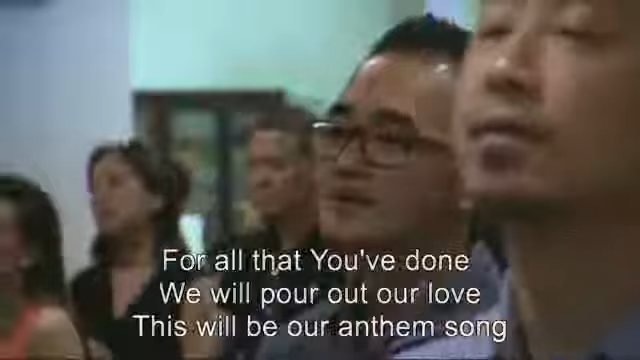 For all that You've done
We will pour out our love
This will be our anthem song